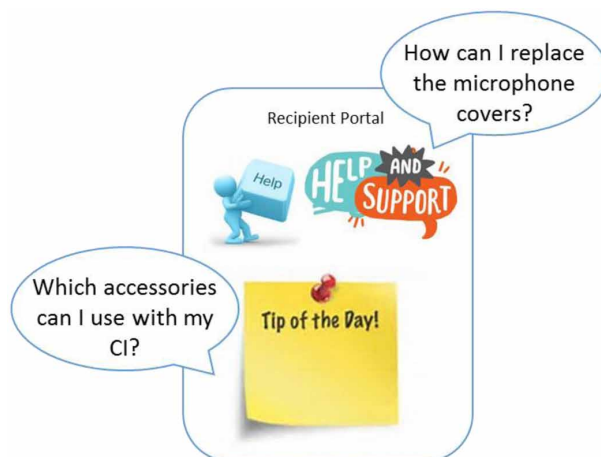 How can I replace
the microphone
covers?
Recipient Portal
Help
HELP AND
SUPPORT
Which accessories
can I use with my
CI?
Tip of the Day!